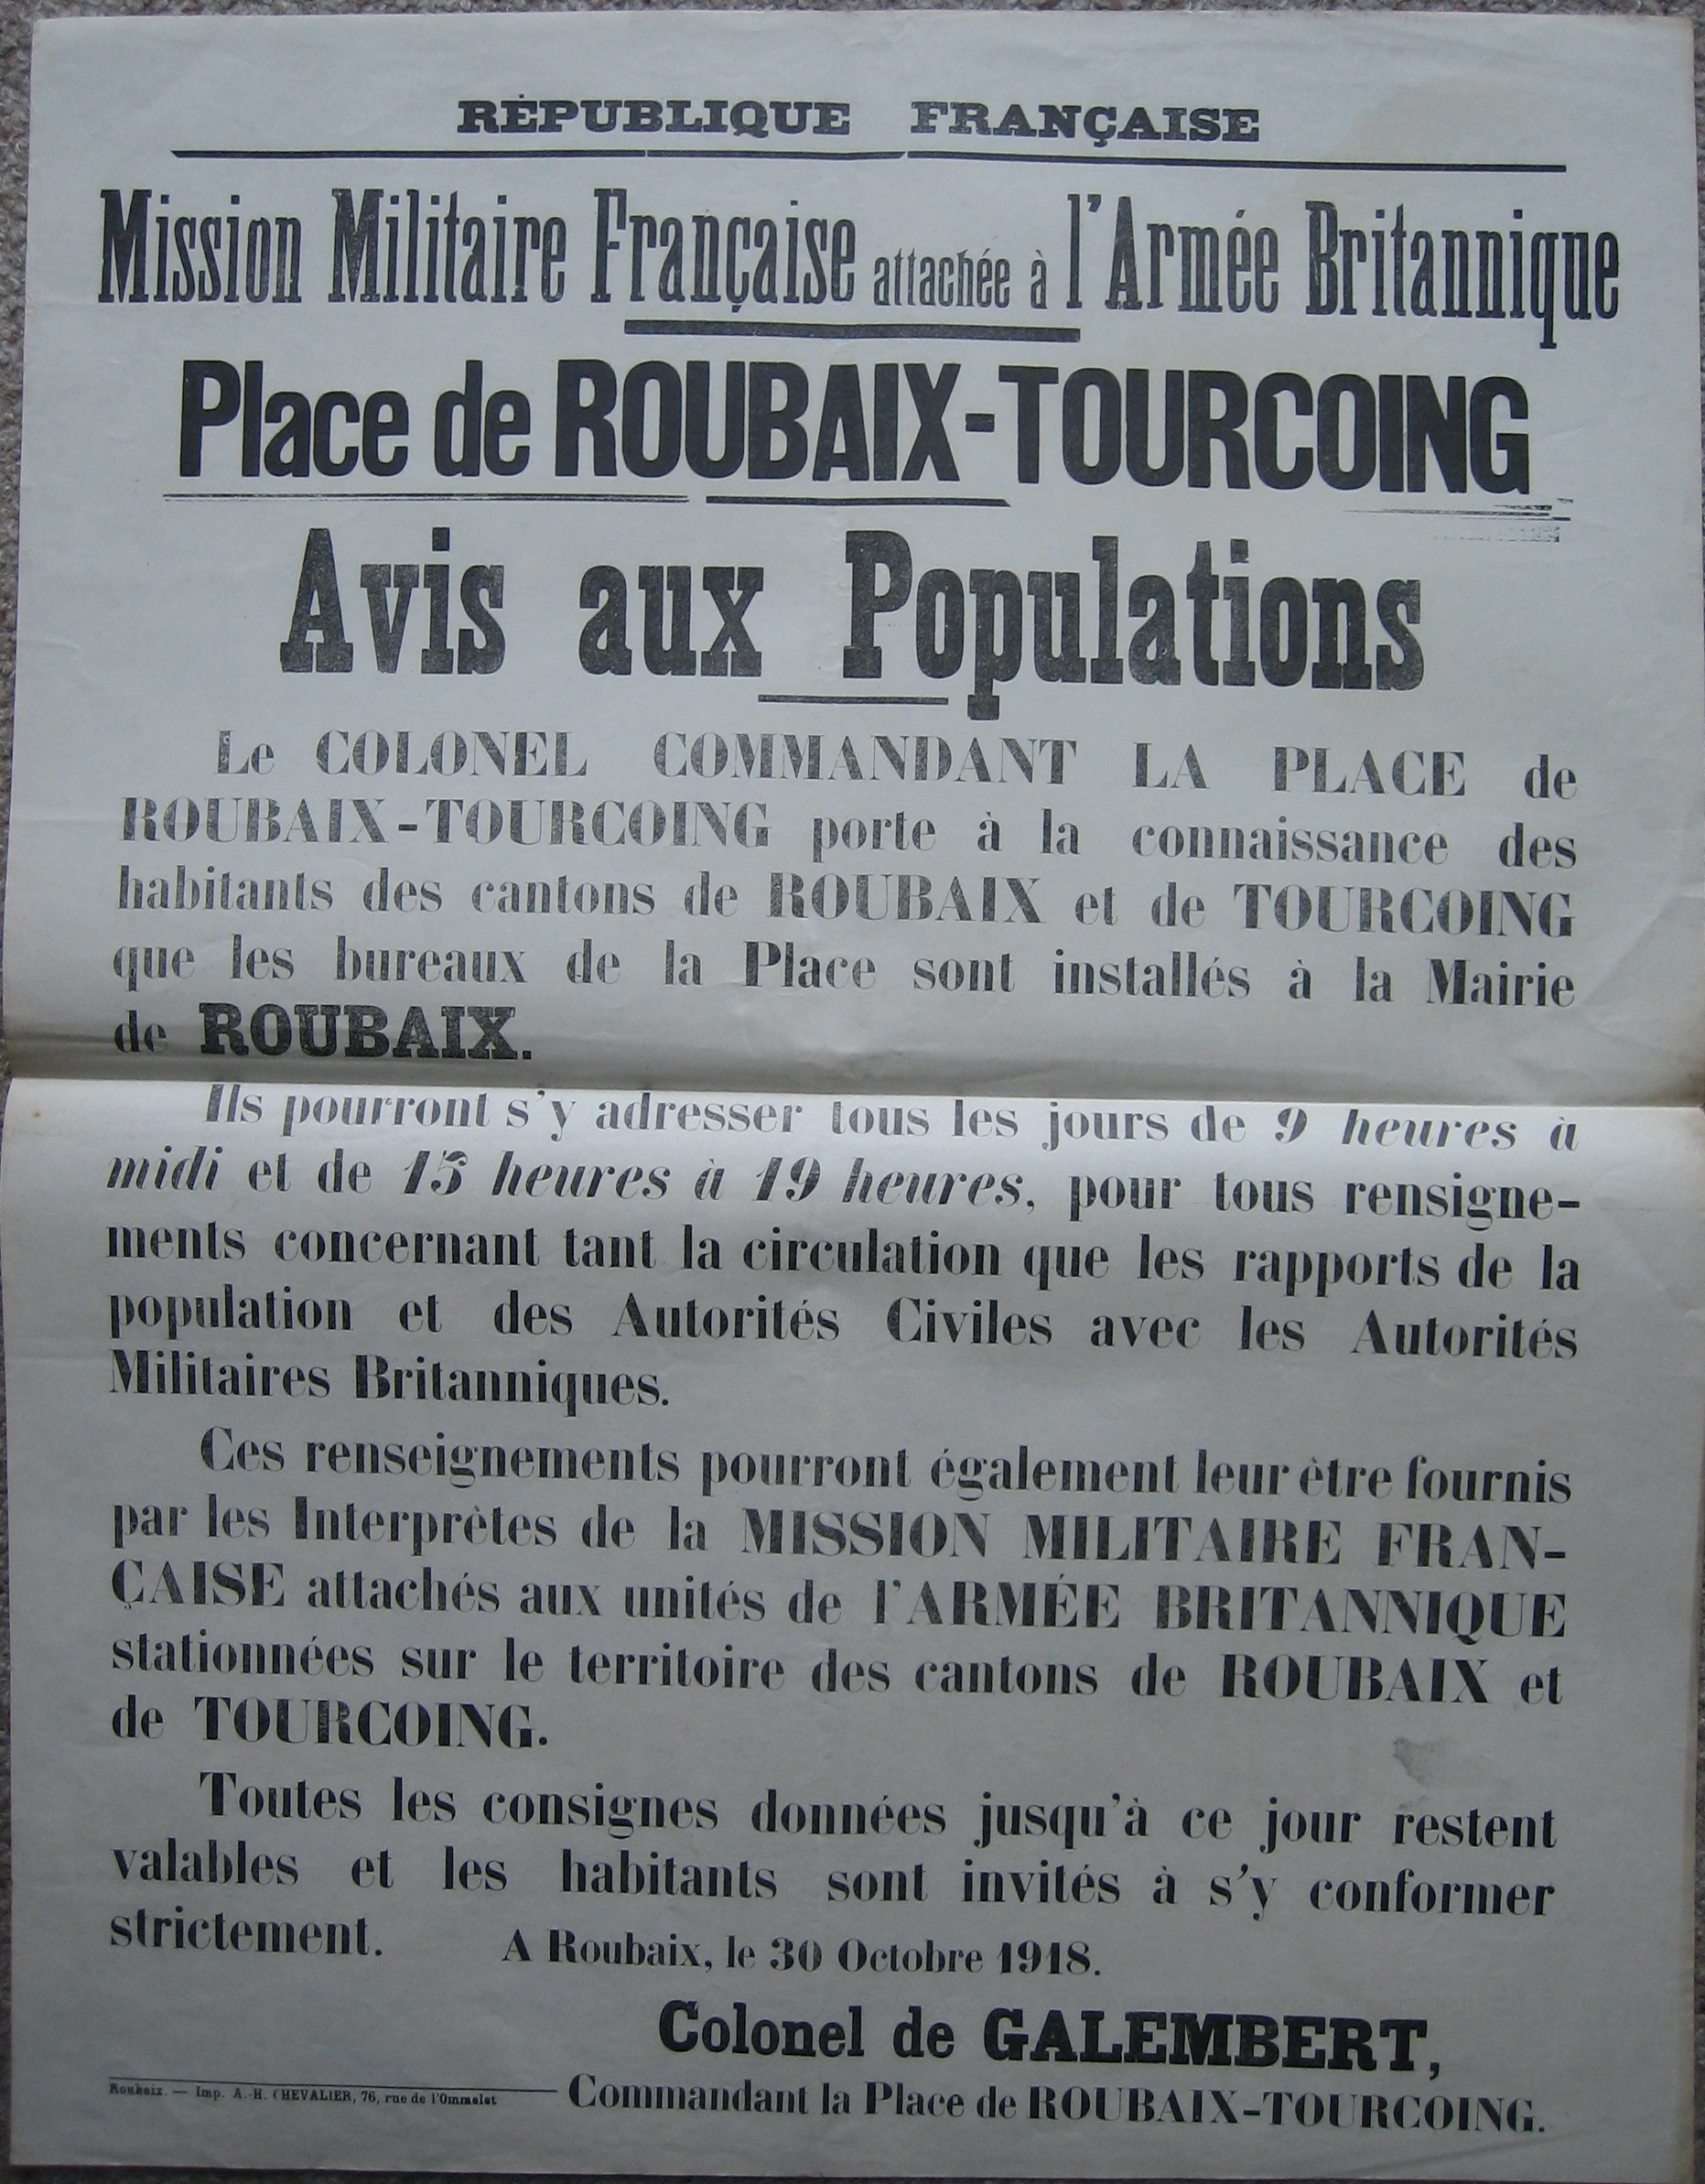 RÉPUBLIQUE FRANÇAISE
Mission Militaire Française attachée à l'Armée Britannique
Place de ROUBAIX-TOURCOING
Avis aux Populations
Le COLONEL COMMANDANT LA PLACE de
ROUBAIX-TOURCOING porte à la connaissance des
habitants des cantons de ROUBAIX et de TOURCOING
que les bureaux de la Place sont installés à la Mairie
de ROUBAIX.
Ils pourront s'y adresser tous les jours de 9 heures à
midi et de 15 heures à 19 heures, pour tous rensigne-
ments concernant tant la circulation que les rapports de la
population et des Autorités Civiles avec les Autorités
Militaires Britanniques.
Ces renseignements pourront également leur être fournis
par les Interprètes de la MISSION MILITAIRE FRAN-
ÇAISE attachés aux unités de l'ARMÉE BRITANNIQUE
stationnées sur le territoire des cantons de ROUBAIX et
de TOURCOING.
Toutes les consignes données jusqu'à ce jour restent
valables et les habitants sont invités à s'y conformer
strictement.
A Roubaix, le 30 Octobre 1918.
Colonel de GALEMBERT,
Commandant la Place de ROUBAIX-TOURCOING.
Roubaix. — Imp. A.-H. CHEVALIER, 76, rue de l'Ommelet